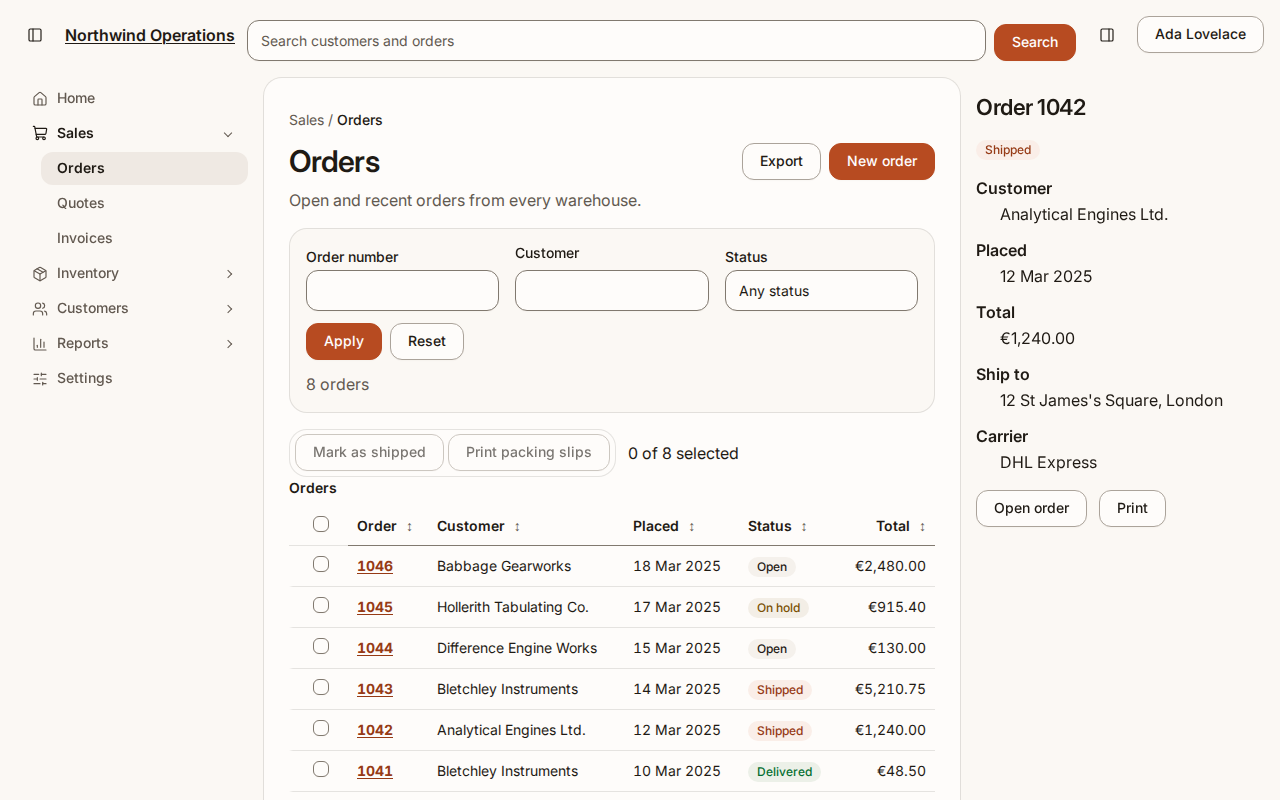 Northwind Operations
Search customers and orders
Search
Ada Lovelace
Home
Sales
Orders
Quotes
Invoices
Inventory
Customers
Reports
Settings
Sales / Orders
Orders
Export
New order
Open and recent orders from every warehouse.
Order number
Customer
Status
Any status
Apply
Reset
8 orders
Mark as shipped
Print packing slips
0 of 8 selected
Orders
Order ↕ Customer ↕ Placed ↕ Status ↕ Total ↕
1046 Babbage Gearworks 18 Mar 2025 Open €2,480.00
1045 Hollerith Tabulating Co. 17 Mar 2025 On hold €915.40
1044 Difference Engine Works 15 Mar 2025 Open €130.00
1043 Bletchley Instruments 14 Mar 2025 Shipped €5,210.75
1042 Analytical Engines Ltd. 12 Mar 2025 Shipped €1,240.00
1041 Bletchley Instruments 10 Mar 2025 Delivered €48.50
Order 1042
Shipped
Customer
Analytical Engines Ltd.
Placed
12 Mar 2025
Total
€1,240.00
Ship to
12 St James's Square, London
Carrier
DHL Express
Open order
Print